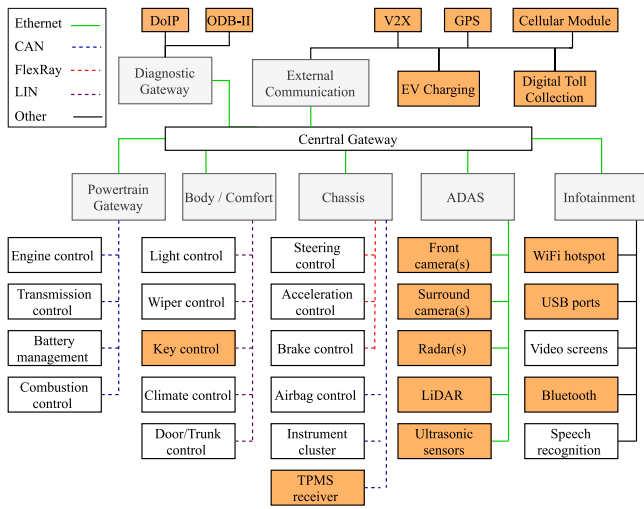 Ethernet
CAN
FlexRay
LIN
Other
DoIP
ODB-II
V2X
GPS
Cellular Module
Diagnostic
Gateway
External
Communication
EV Charging
Digital Toll
Collection
Cenrtral Gateway
Powertrain
Gateway
Body / Comfort
Chassis
ADAS
Infotainment
Engine control
Transmission
control
Battery
management
Combustion
control
Light control
Wiper control
Key control
Climate control
Door/Trunk
control
Steering
control
Acceleration
control
Brake control
Airbag control
Instrument
cluster
TPMS
receiver
Front
camera(s)
Surround
camera(s)
Radar(s)
LiDAR
Ultrasonic
sensors
WiFi hotspot
USB ports
Video screens
Bluetooth
Speech
recognition